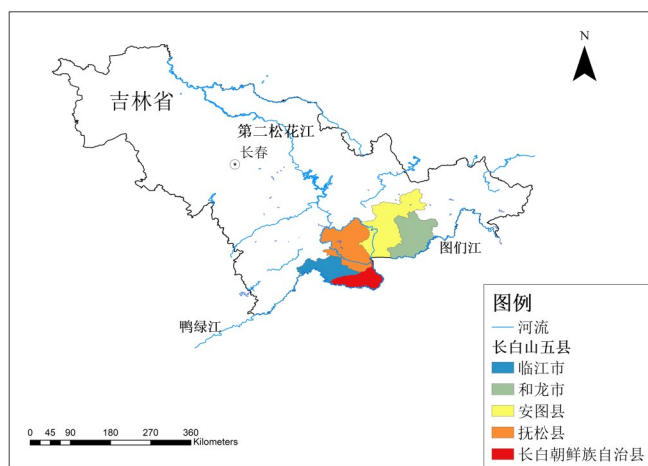 N
吉林省
第二松花江
长春
图们江
鸭绿江
图例
河流
长白山五县
临江市
和龙市
安图县
抚松县
长白朝鲜族自治县
0 45 90 180 270 360
Kilometers